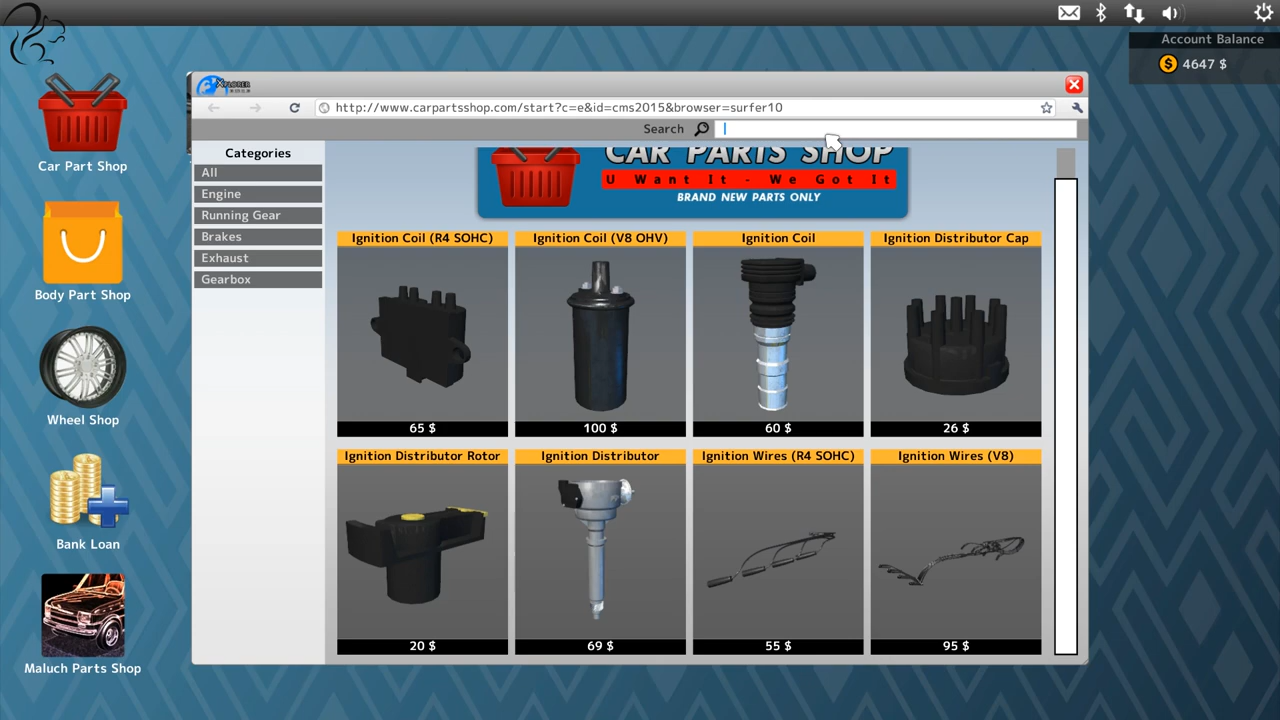 Account Balance
4647 $
XPLORER
http://www.carpartsshop.com/start?c=e&id=cms2015&browser=surfer10
Search
Categories
All
Engine
Running Gear
Brakes
Exhaust
Gearbox
CAR PARTS SHOP
U Want It - We Got It
BRAND NEW PARTS ONLY
Ignition Coil (R4 SOHC)
Ignition Coil (V8 OHV)
Ignition Coil
Ignition Distributor Cap
65 $
100 $
60 $
26 $
Ignition Distributor Rotor
Ignition Distributor
Ignition Wires (R4 SOHC)
Ignition Wires (V8)
20 $
69 $
55 $
95 $
Car Part Shop
Body Part Shop
Wheel Shop
Bank Loan
Maluch Parts Shop